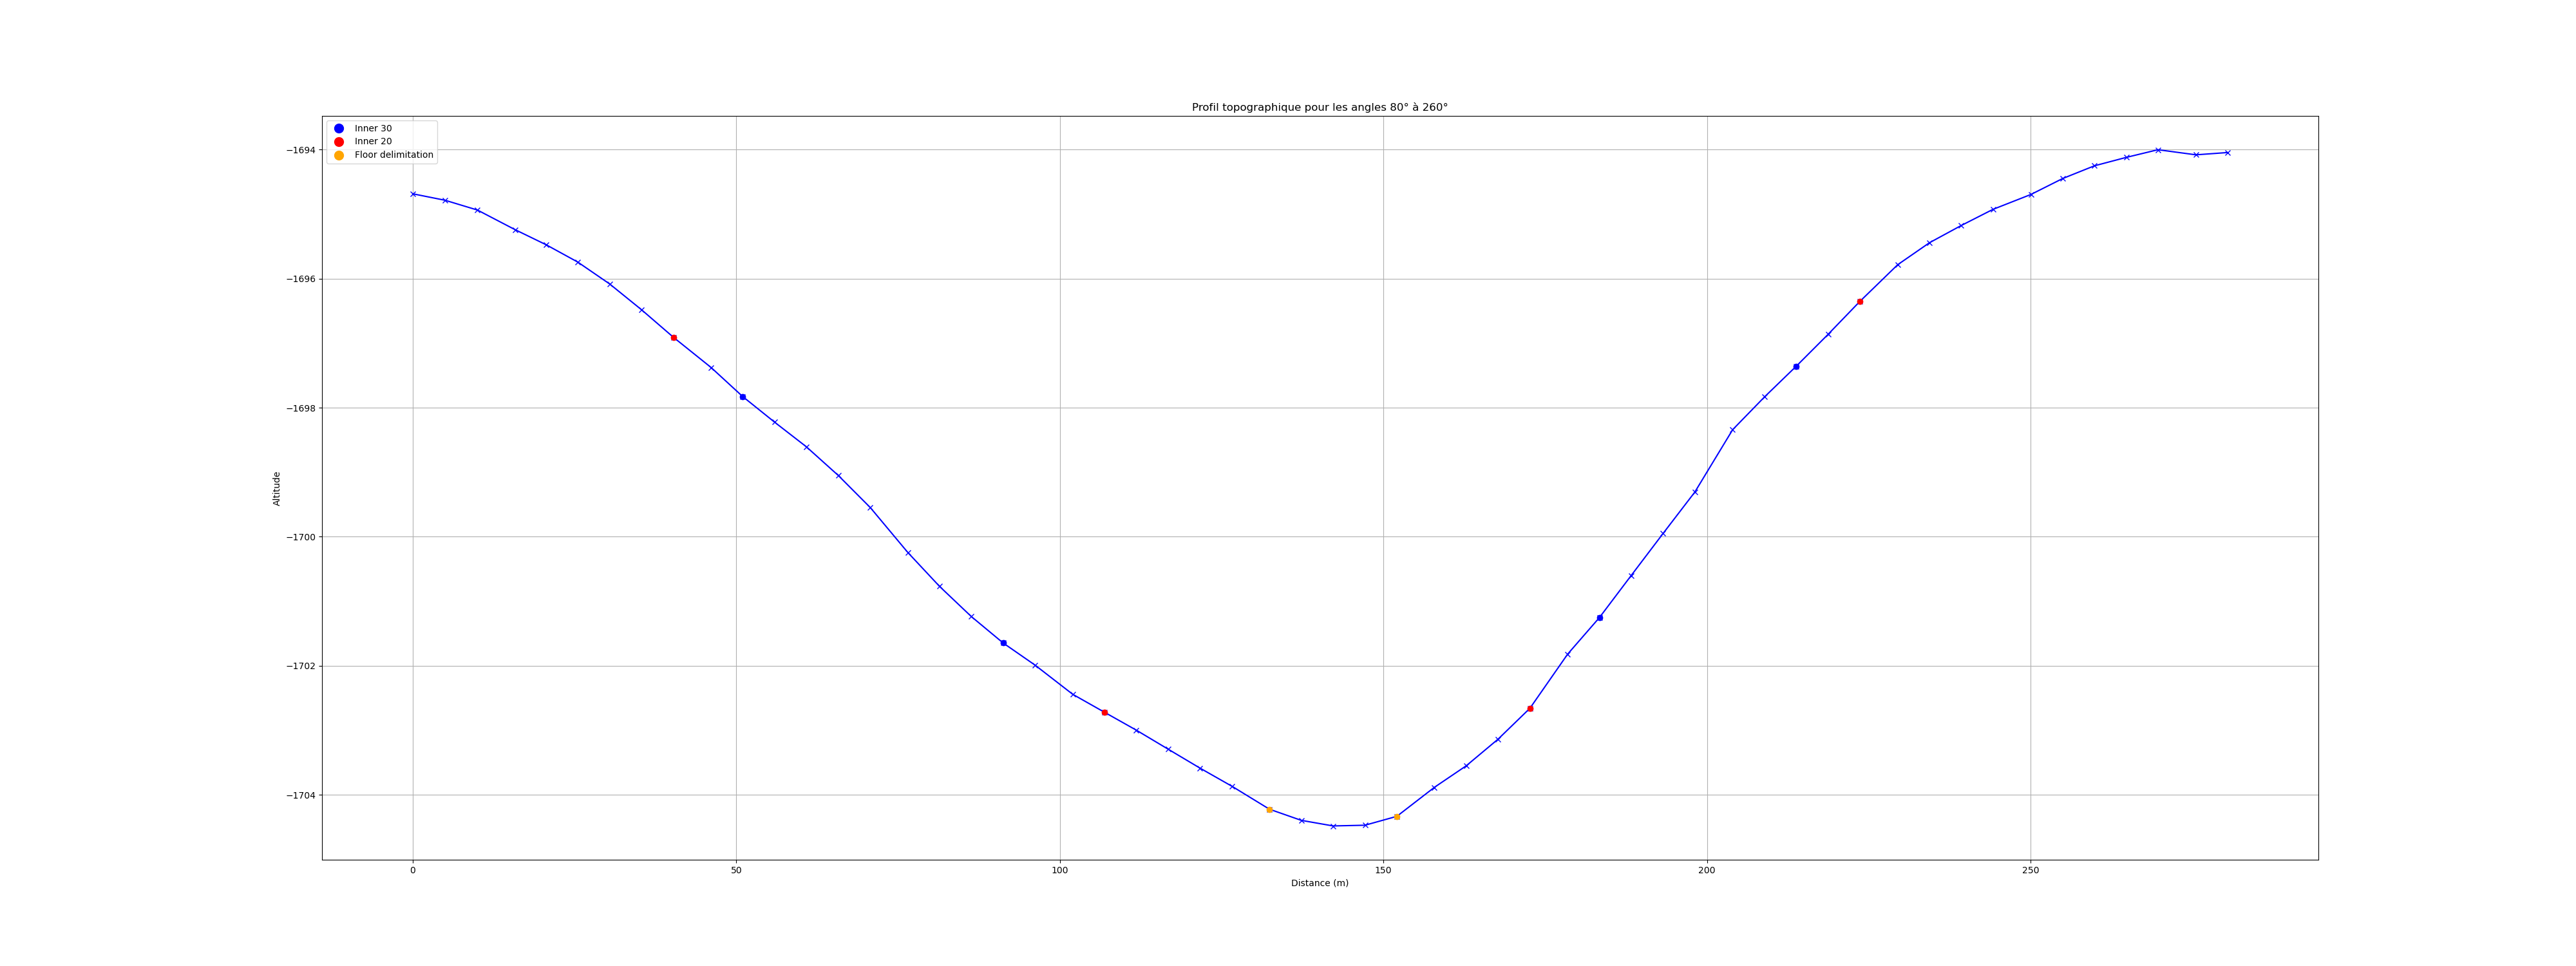 Profil topographique pour les angles 80° à 260°
Inner 30
Inner 20
Floor delimitation
−1694
−1696
−1698
−1700
−1702
−1704
Altitude
0
50
100
150
200
250
Distance (m)